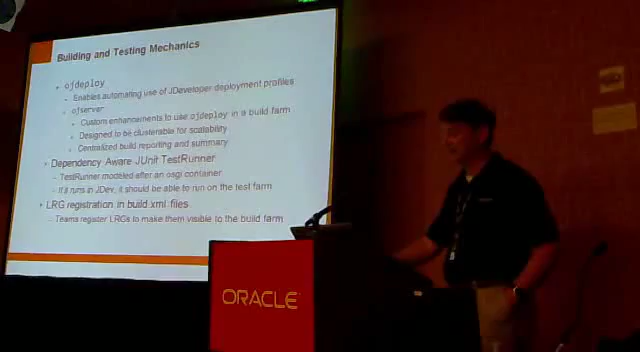 Building and Testing Mechanics
• ojdeploy
– Enables automating use of JDeveloper deployment profiles
• ojserver
– Custom enhancements to use ojdeploy in a build farm
– Designed to be clusterable for scalability
– Centralized build reporting and summary
• Dependency Aware JUnit TestRunner
– TestRunner modeled after an osgi container
– If it runs in JDev, it should be able to run on the test farm
• LRG registration in build xml files
– Teams register LRGs to make them visible to the build farm
ORACLE